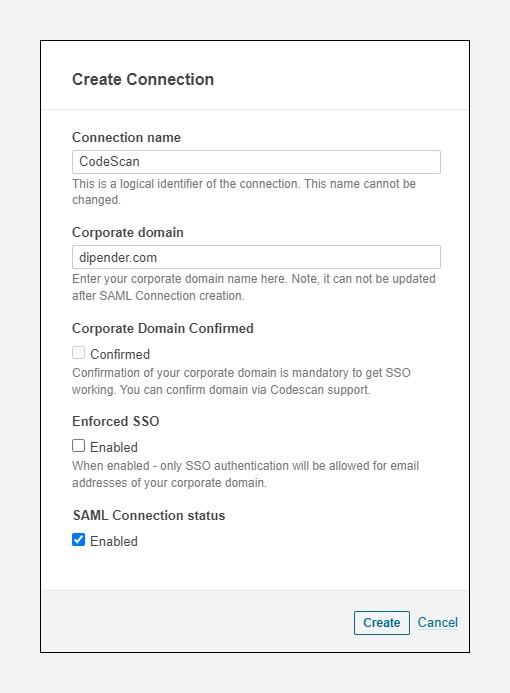 Create Connection
Connection name
CodeScan
This is a logical identifier of the connection. This name cannot be
changed.
Corporate domain
dipender.com
Enter your corporate domain name here. Note, it can not be updated
after SAML Connection creation.
Corporate Domain Confirmed
Confirmed
Confirmation of your corporate domain is mandatory to get SSO
working. You can confirm domain via Codescan support.
Enforced SSO
Enabled
When enabled - only SSO authentication will be allowed for email
addresses of your corporate domain.
SAML Connection status
Enabled
Create Cancel